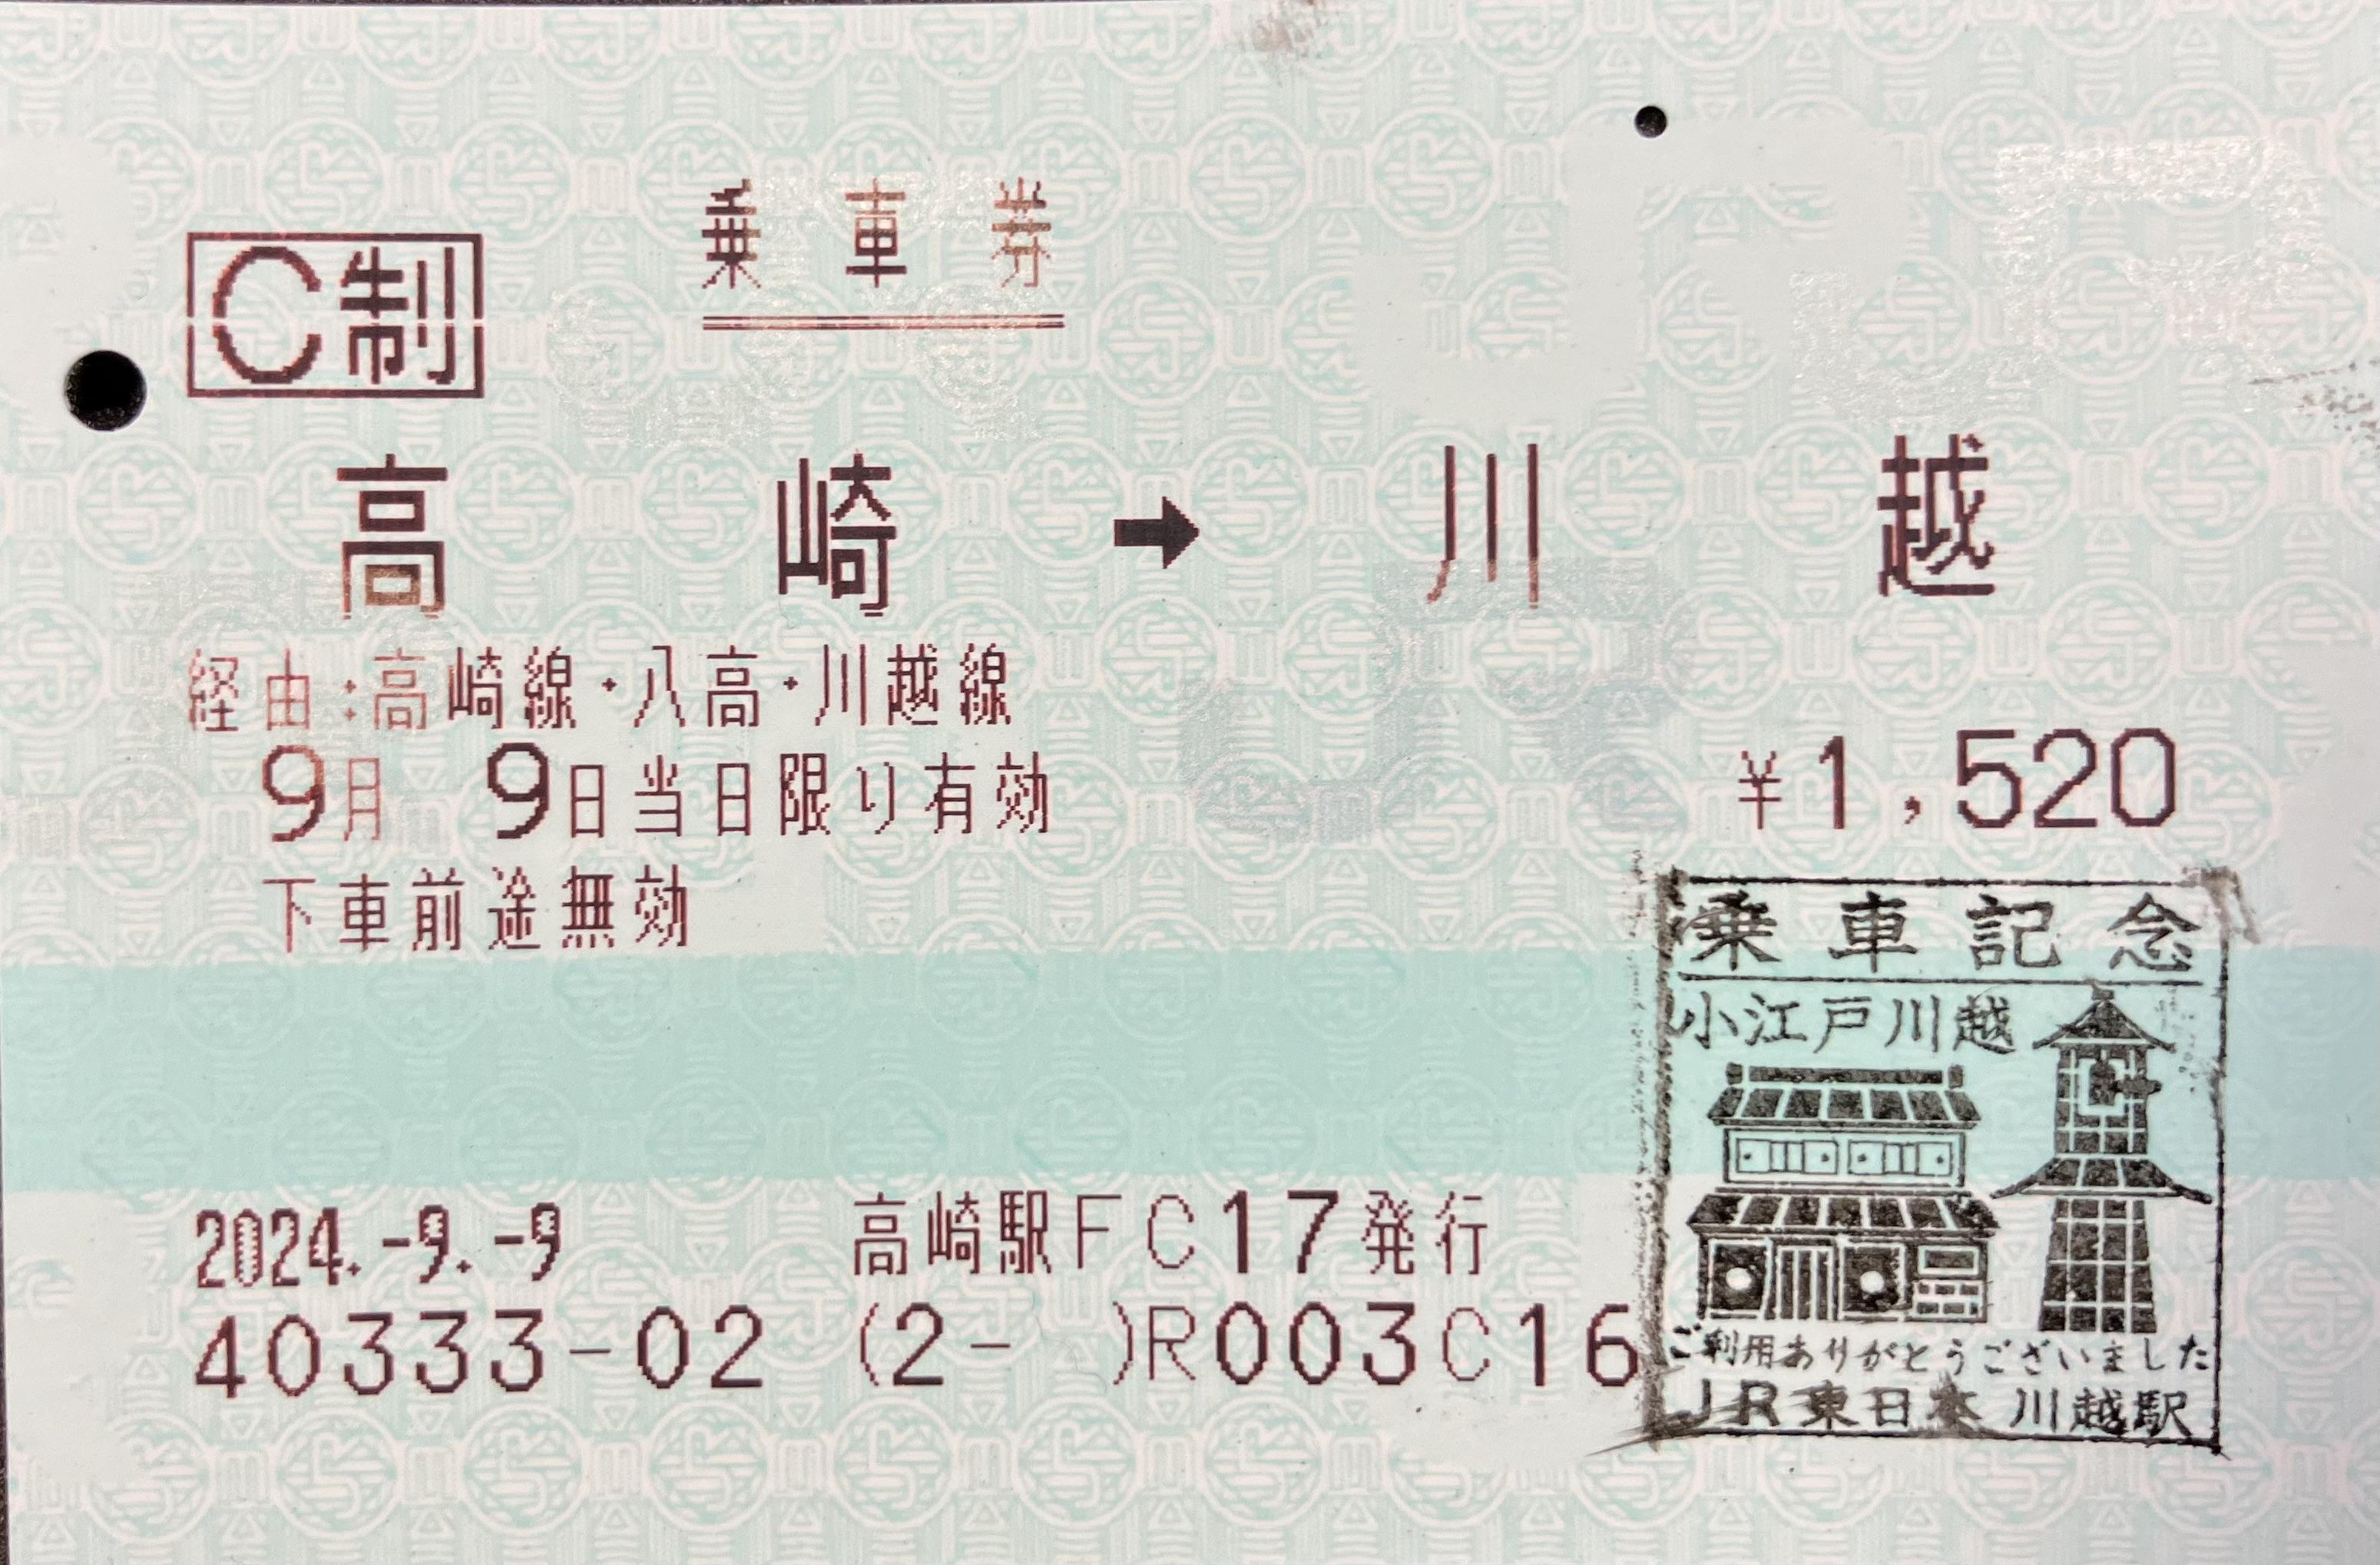 乗車券
C制
高崎➡川越
経由:高崎線・八高・川越線
9月 9日当日限り有効
¥1,520
下車前途無効
乗車記念
小江戸川越
2024.-9.-9
高崎駅FC17発行
40333-02
(2- )R003C16
ご利用ありがとうございました
JR東日本 川越駅